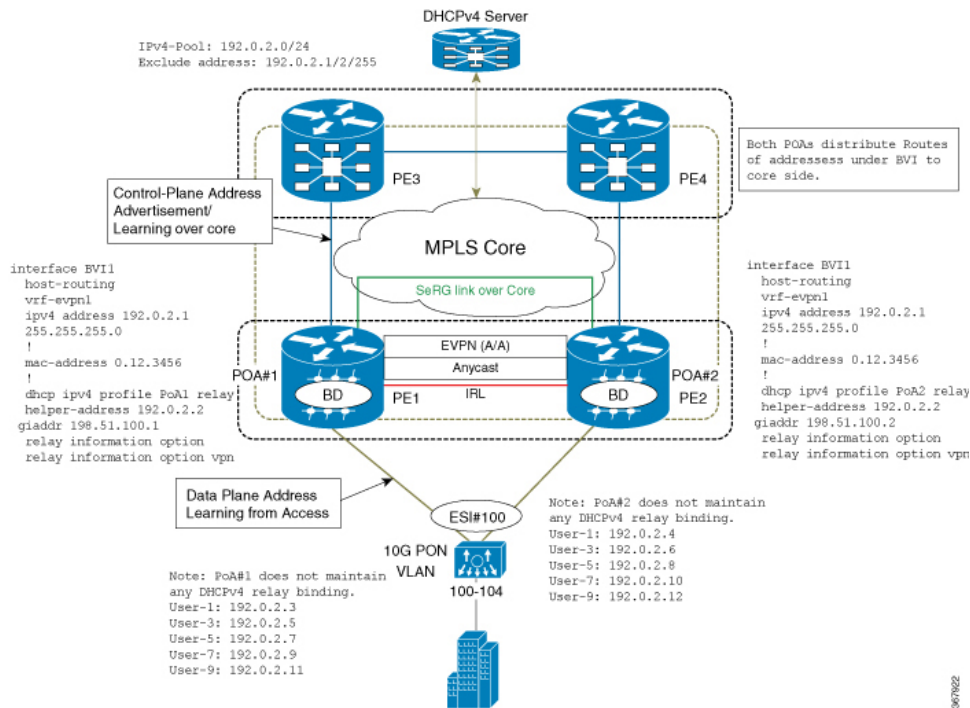 DHCPv4 Server
IPv4-Pool: 192.0.2.0/24
Exclude address: 192.0.2.1/2/255
PE3
PE4
Both POAs distribute Routes
of addressess under BVI to
core side.
Control-Plane Address
Advertisement/
Learning over core
MPLS Core
SeRG link over Core
interface BVI1
host-routing
vrf-evpn1
ipv4 address 192.0.2.1
255.255.255.0
!
mac-address 0.12.3456
!
dhcp ipv4 profile PoA1 relay
helper-address 192.0.2.2
giaddr 198.51.100.1
relay information option
relay information option vpn
interface BVI1
host-routing
vrf-evpn1
ipv4 address 192.0.2.1
255.255.255.0
!
mac-address 0.12.3456
!
dhcp ipv4 profile PoA2 relay
helper-address 192.0.2.2
giaddr 198.51.100.2
relay information option
relay information option vpn
EVPN (A/A)
Anycast
IRL
POA#1
BD
PE1
POA#2
BD
PE2
Data Plane Address
Learning from Access
ESI#100
10G PON
VLAN
100-104
Note: PoA#2 does not maintain
any DHCPv4 relay binding.
User-1: 192.0.2.4
User-3: 192.0.2.6
User-5: 192.0.2.8
User-7: 192.0.2.10
User-9: 192.0.2.12
Note: PoA#1 does not maintain
any DHCPv4 relay binding.
User-1: 192.0.2.3
User-3: 192.0.2.5
User-5: 192.0.2.7
User-7: 192.0.2.9
User-9: 192.0.2.11
367922